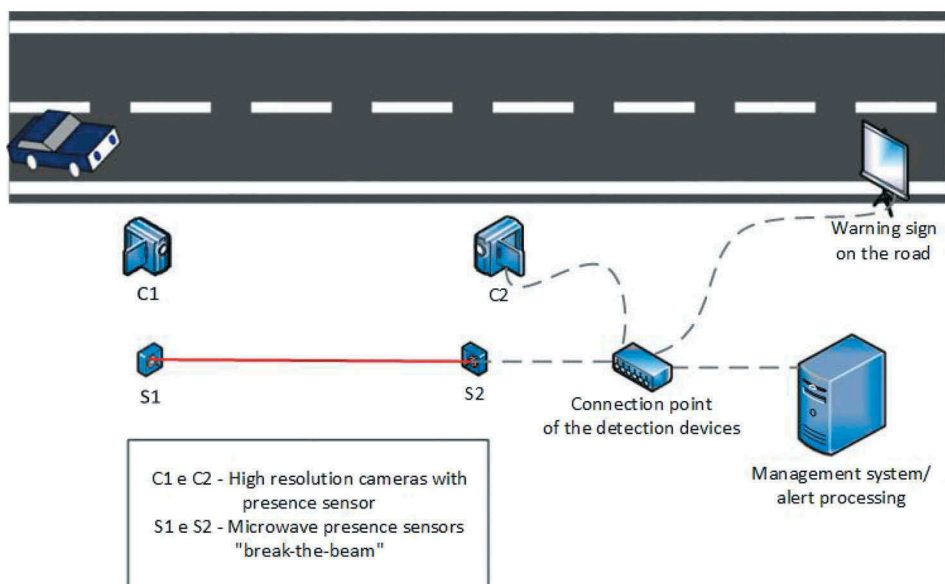 Warning sign
on the road
C1
C2
S1
S2
Connection point
of the detection devices
Management system/
alert processing
C1 e C2 - High resolution cameras with
presence sensor
S1 e S2 - Microwave presence sensors
"break-the-beam"